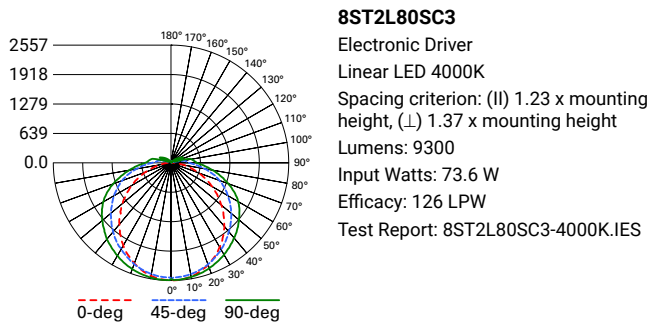 2557
1918
1279
639
0.0
180° 170° 160° 150° 140° 130° 120° 110° 100° 90° 80° 70° 60° 50° 40° 30° 20° 10° 0°
0-deg 45-deg 90-deg
8ST2L80SC3
Electronic Driver
Linear LED 4000K
Spacing criterion: (II) 1.23 x mounting
height, (⊥) 1.37 x mounting height
Lumens: 9300
Input Watts: 73.6 W
Efficacy: 126 LPW
Test Report: 8ST2L80SC3-4000K.IES